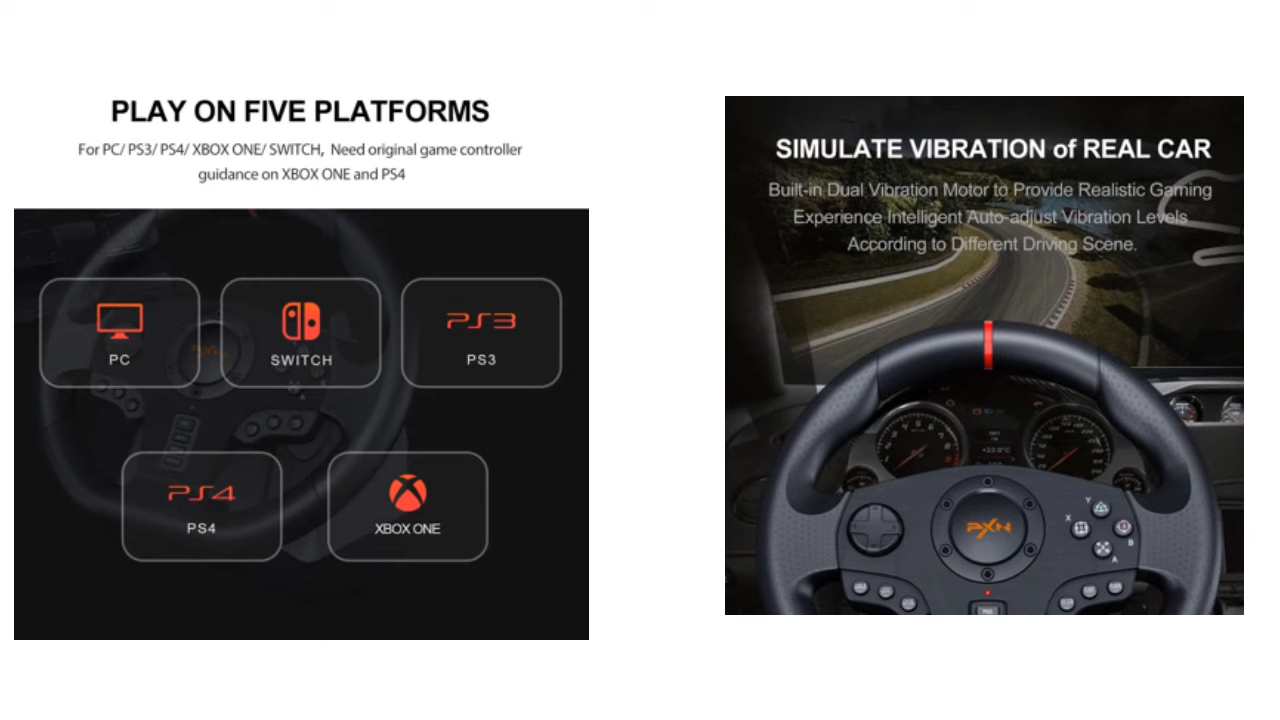 PLAY ON FIVE PLATFORMS
For PC/ PS3/ PS4/ XBOX ONE/ SWITCH, Need original game controller
guidance on XBOX ONE and PS4
PC
SWITCH
PS3
PS3
PS4
PS4
XBOX ONE
SIMULATE VIBRATION of REAL CAR
Built-in Dual Vibration Motor to Provide Realistic Gaming
Experience Intelligent Auto-adjust Vibration Levels
According to Different Driving Scene.
PXN
Y
X
B
A